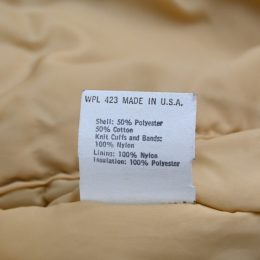 WPL 423 MADE IN U.S.A.
Shell: 50% Polyester
50% Cotton
Knit Cuffs and Bands:
100% Nylon
Lining: 100% Nylon
Insulation: 100% Polyester